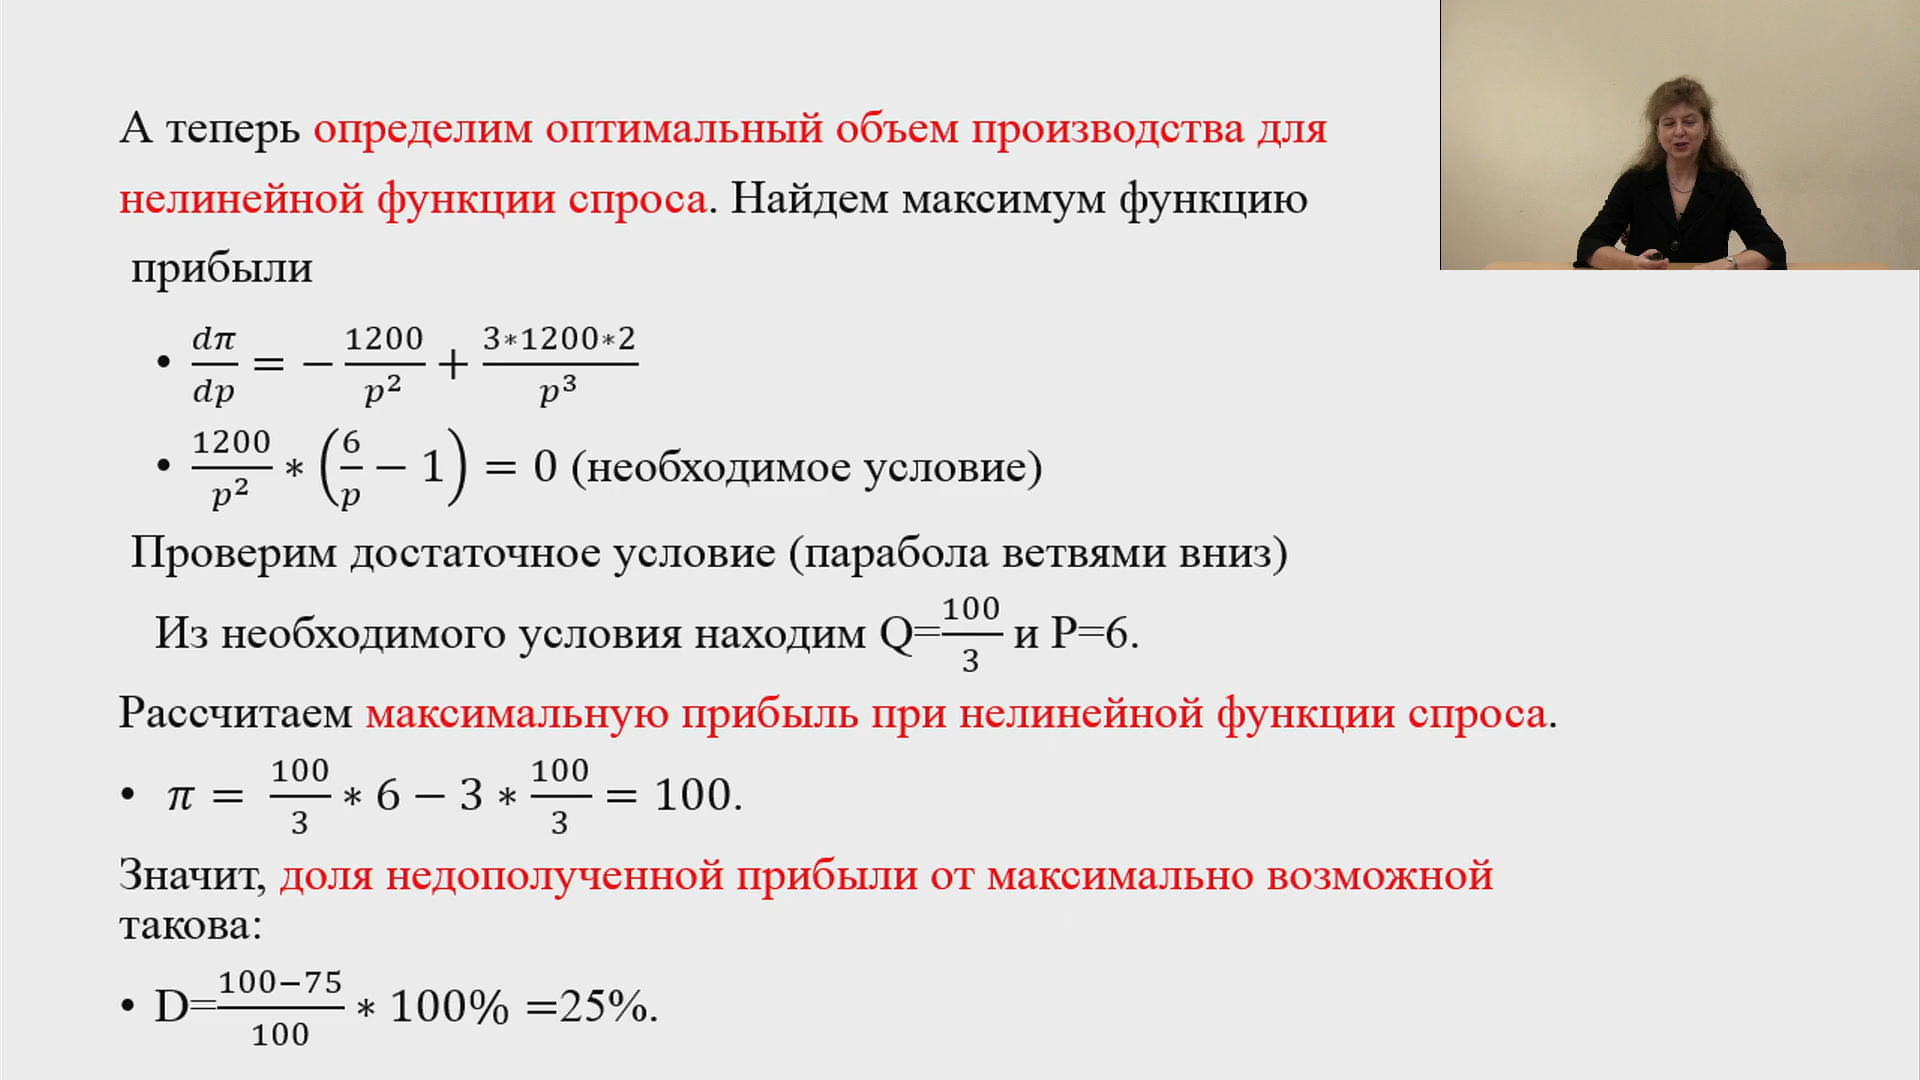 А теперь определим оптимальный объем производства для
нелинейной функции спроса. Найдем максимум функцию
прибыли
• dπ/dp = − 1200/p² + 3*1200*2/p³
• 1200/p² * (6/p − 1) = 0 (необходимое условие)
Проверим достаточное условие (парабола ветвями вниз)
Из необходимого условия находим Q=100/3 и P=6.
Рассчитаем максимальную прибыль при нелинейной функции спроса.
• π = 100/3 * 6 − 3 * 100/3 = 100.
Значит, доля недополученной прибыли от максимально возможной
такова:
• D=100−75/100 * 100% =25%.